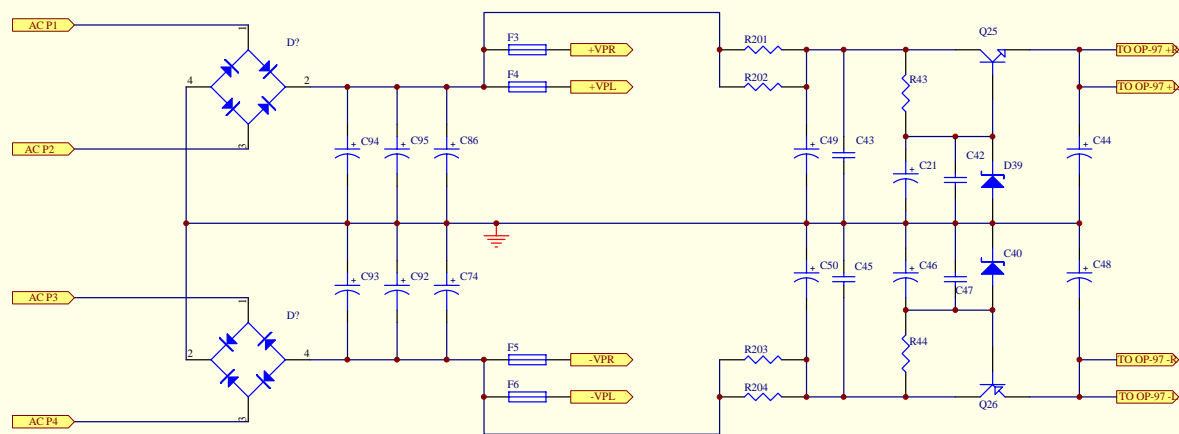 AC P1
1
D?
4
2
AC P2
3
F3
+VPR
F4
+VPL
R201
R202
Q25
TO OP-97 +R
TO OP-97 +L
R43
C94
C95
C86
C49
C43
C21
C42
D39
C44
C93
C92
C74
C50
C45
C46
C40
C47
C48
AC P3
1
D?
2
4
AC P4
3
F5
-VPR
F6
-VPL
R203
R204
R44
Q26
TO OP-97 -R
TO OP-97 -L